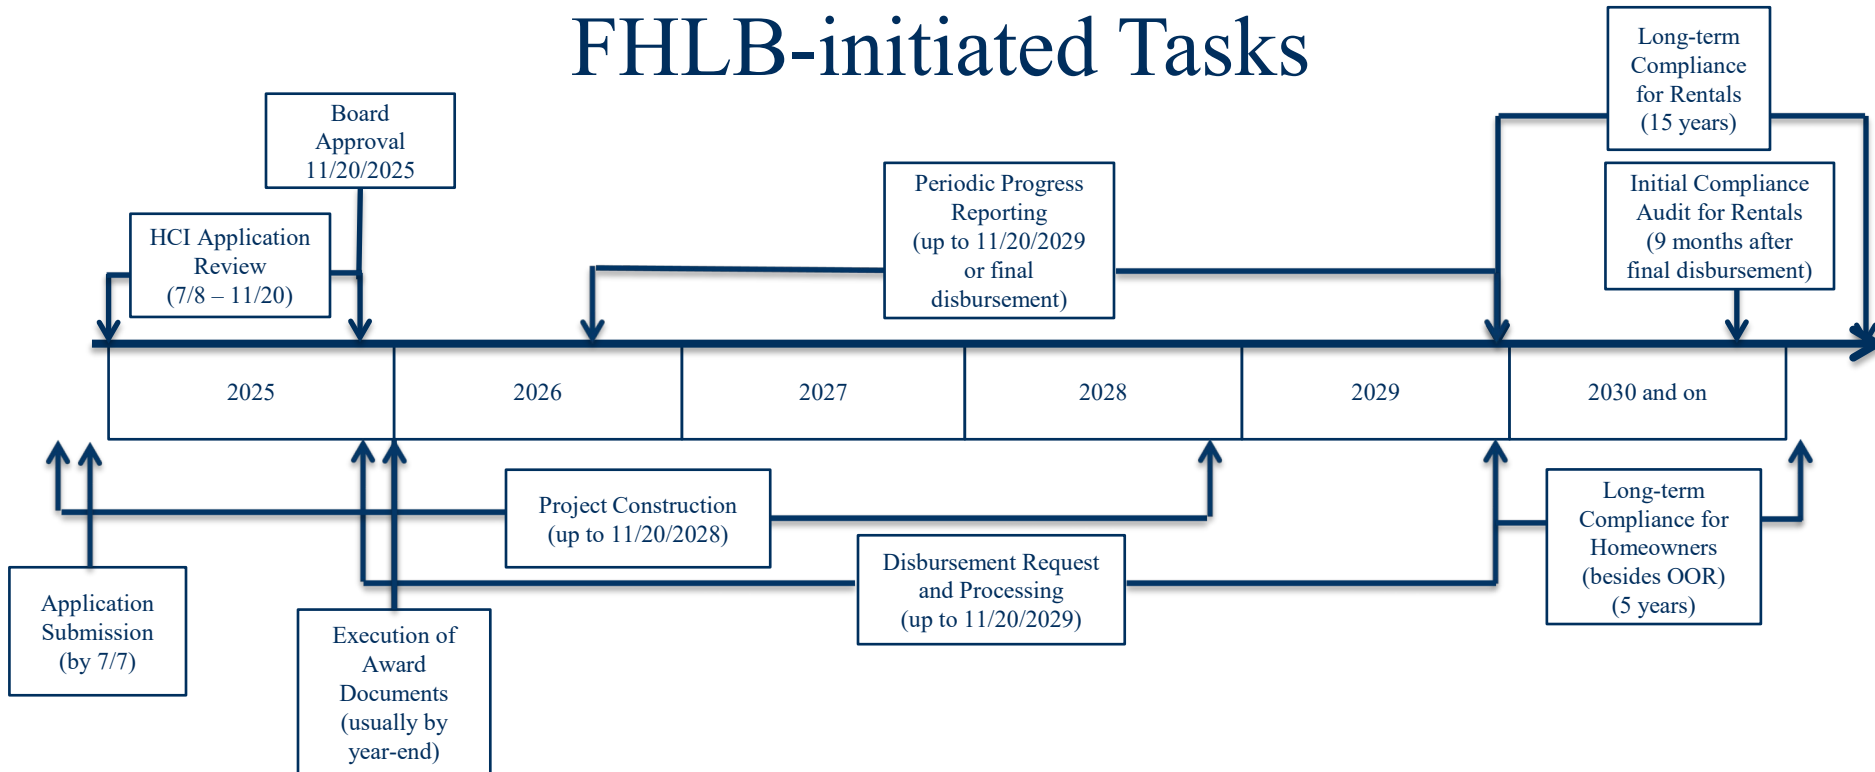 FHLB-initiated Tasks
Long-term
Compliance
for Rentals
(15 years)
Board
Approval
11/20/2025
Periodic Progress
Reporting
(up to 11/20/2029
or final
disbursement)
Initial Compliance
Audit for Rentals
(9 months after
final disbursement)
HCI Application
Review
(7/8 – 11/20)
2025
2026
2027
2028
2029
2030 and on
Project Construction
(up to 11/20/2028)
Long-term
Compliance for
Homeowners
(besides OOR)
(5 years)
Disbursement Request
and Processing
(up to 11/20/2029)
Application
Submission
(by 7/7)
Execution of
Award
Documents
(usually by
year-end)